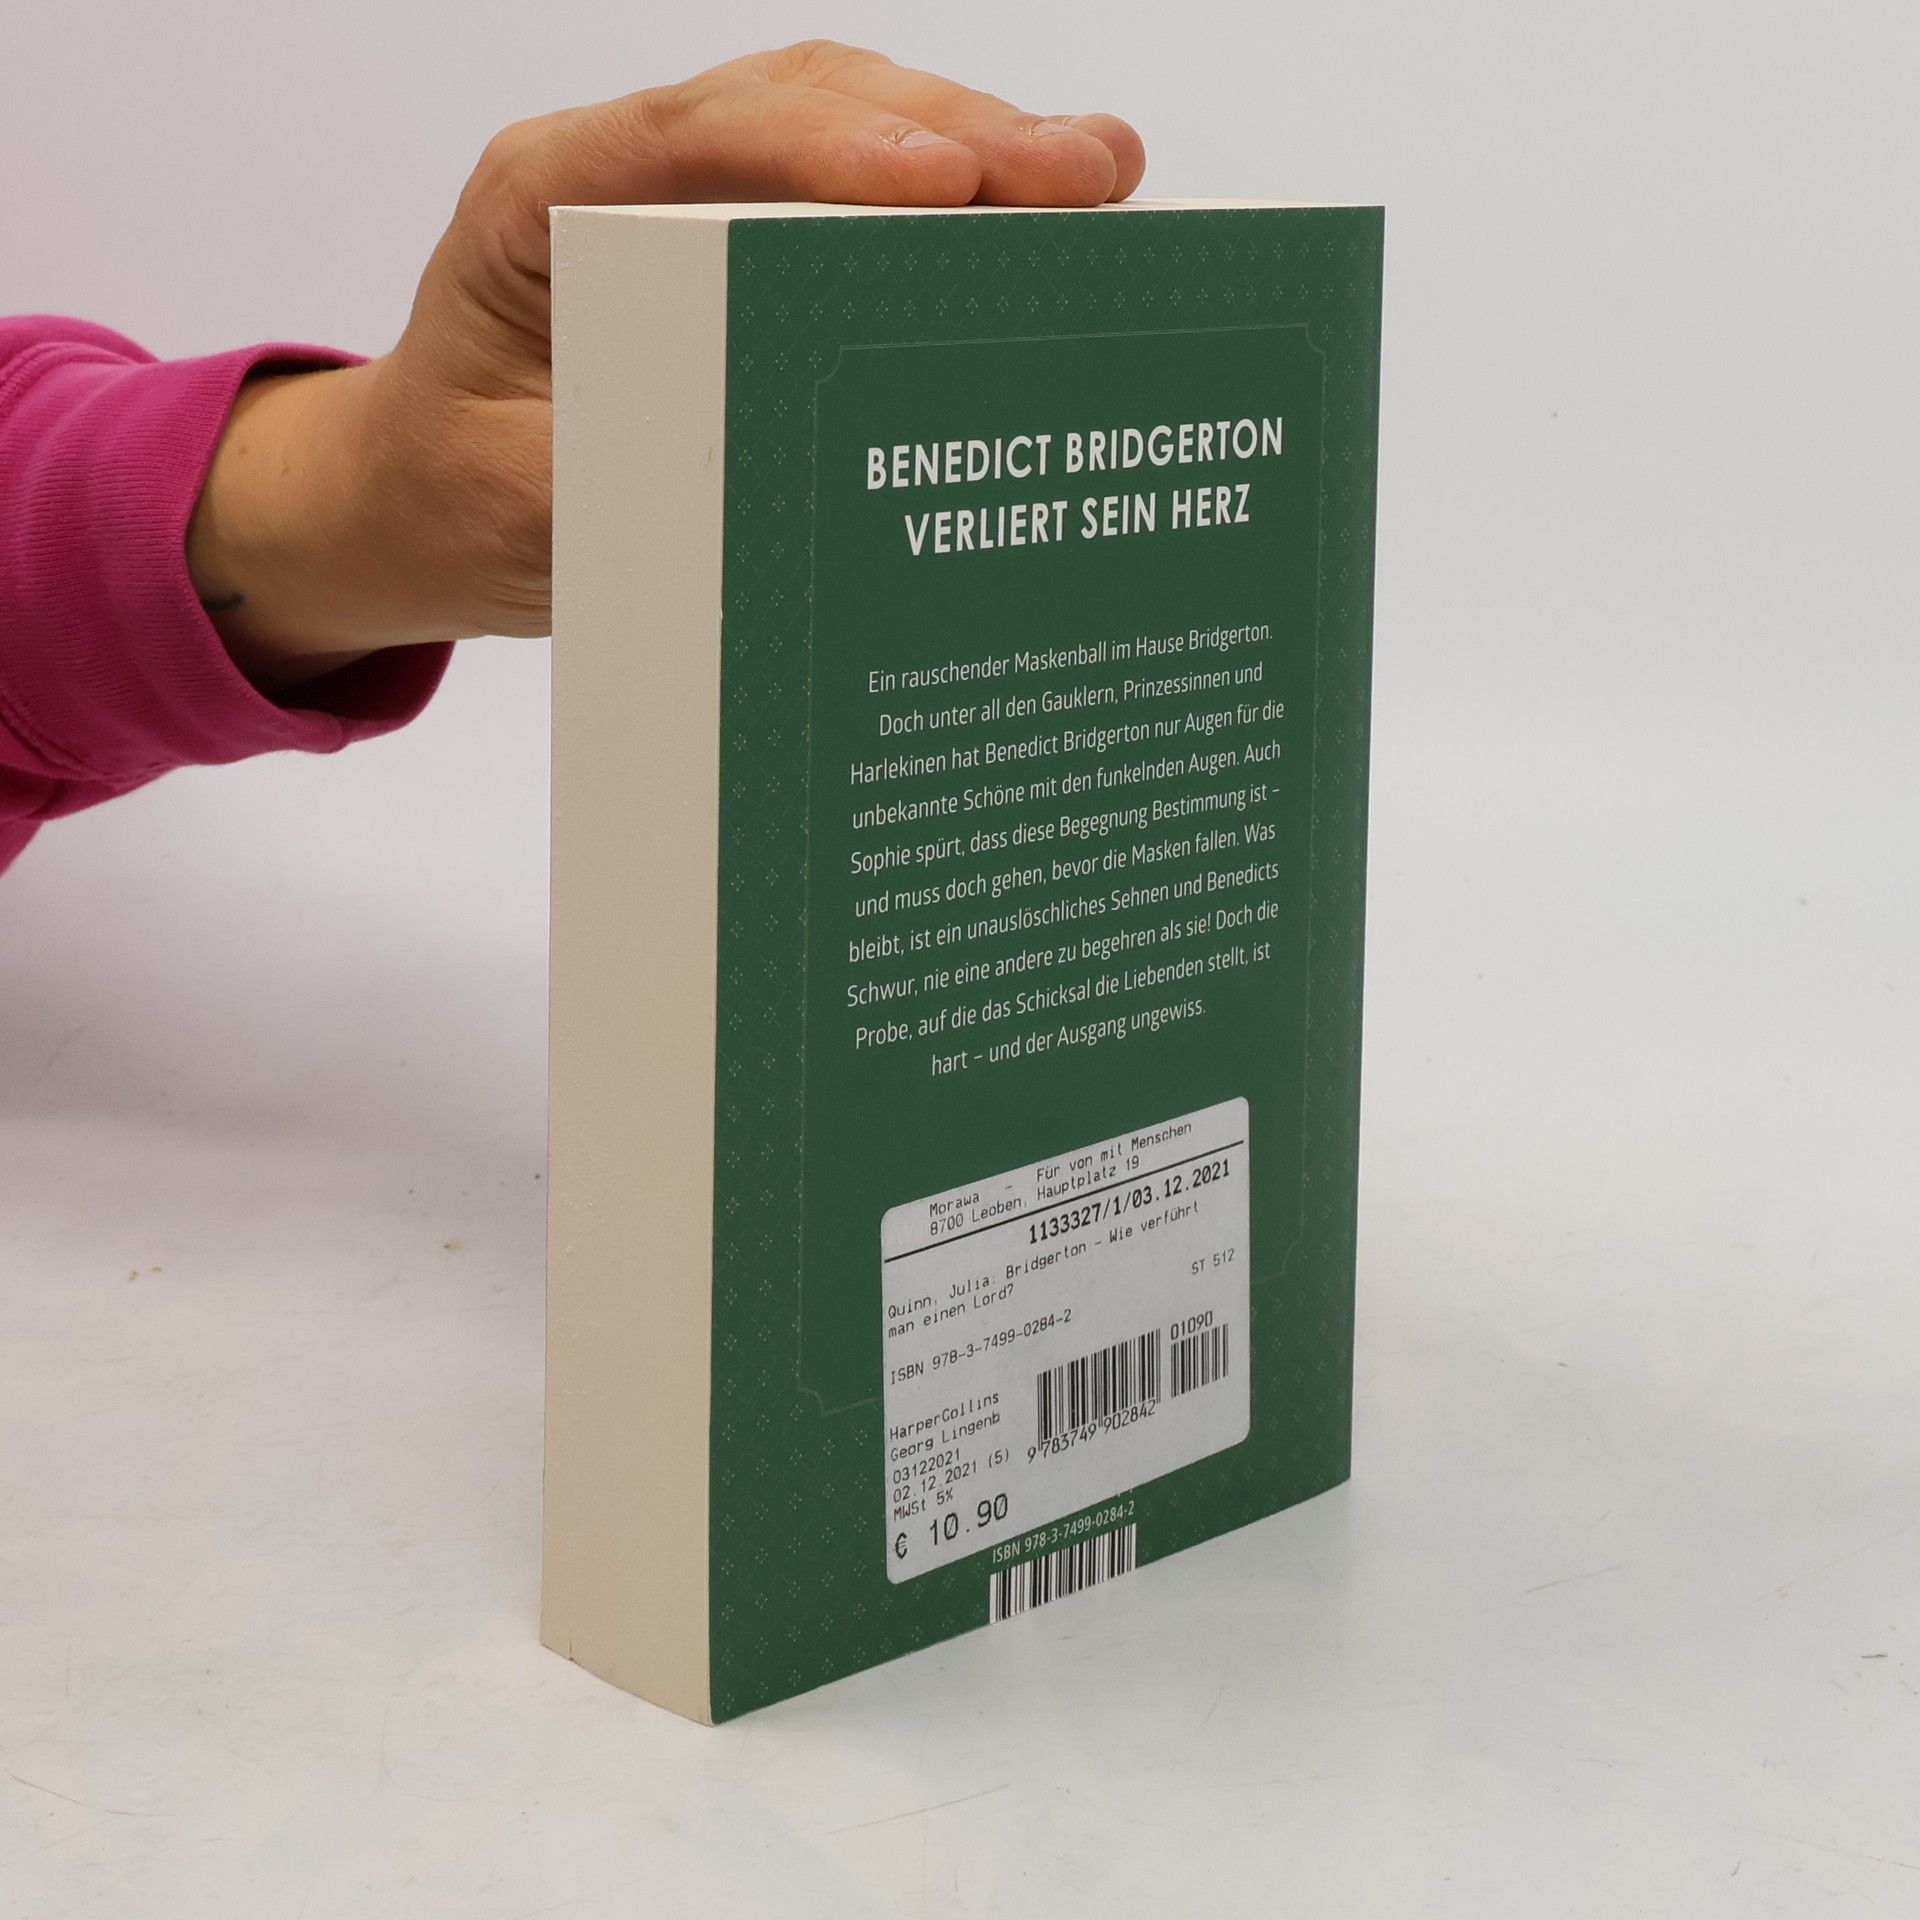 BENEDICT BRIDGERTON
VERLIERT SEIN HERZ
Ein rauschender Maskenball im Hause Bridgerton.
Doch unter all den Gauklern, Prinzessinnen und
Harlekinen hat Benedict Bridgerton nur Augen für die
unbekannte Schöne mit den funkelnden Augen. Auch
Sophie spürt, dass diese Begegnung Bestimmung ist –
und muss doch gehen, bevor die Masken fallen. Was
bleibt, ist ein unauslöschliches Sehnen und Benedicts
Schwur, nie eine andere zu begehren als sie! Doch die
Probe, auf die das Schicksal die Liebenden stellt, ist
hart – und der Ausgang ungewiss.
Morawa - Für von mit Menschen
8700 Leoben, Hauptplatz 19
1133327/1/03.12.2021
Quinn, Julia: Bridgerton - Wie verführt
man einen Lord?
ST 512
ISBN 978-3-7499-0284-2
01090
HarperCollins
Georg Lingenb
03122021
02.12.2021 (5)
MWSt 5%
€ 10.90
9 783749 902842
ISBN 978-3-7499-0284-2